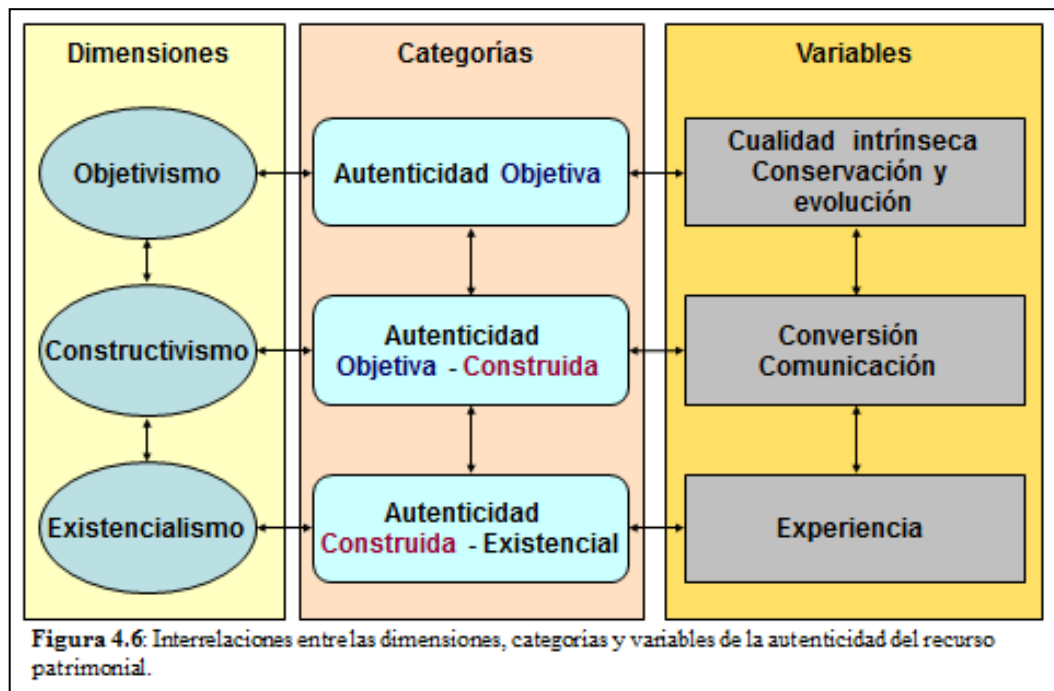 Dimensiones
Categorías
Variables
Objetivismo
Autenticidad Objetiva
Cualidad intrínseca
Conservación y
evolución
Constructivismo
Autenticidad
Objetiva - Construida
Conversión
Comunicación
Existencialismo
Autenticidad
Construida - Existencial
Experiencia
Figura 4.6: Interrelaciones entre las dimensiones, categorias y variables de la autenticidad del recurso
patrimonial.